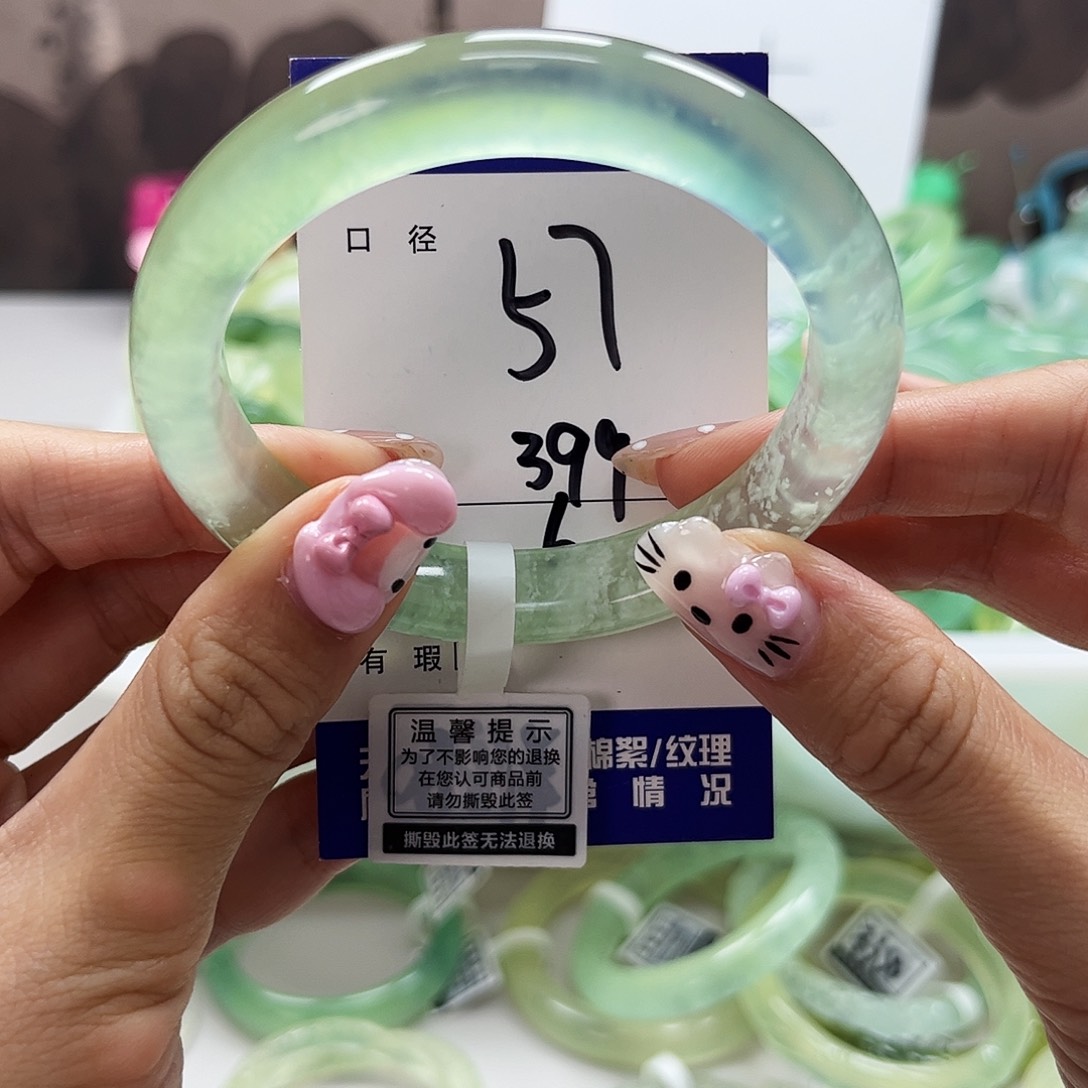 口 径
57
394
6
有 瑕
温馨提示
为了不影响您的退换
在您认可商品前
请勿撕毁此签
撕毁此签无法退换
棉絮/纹理
情 况